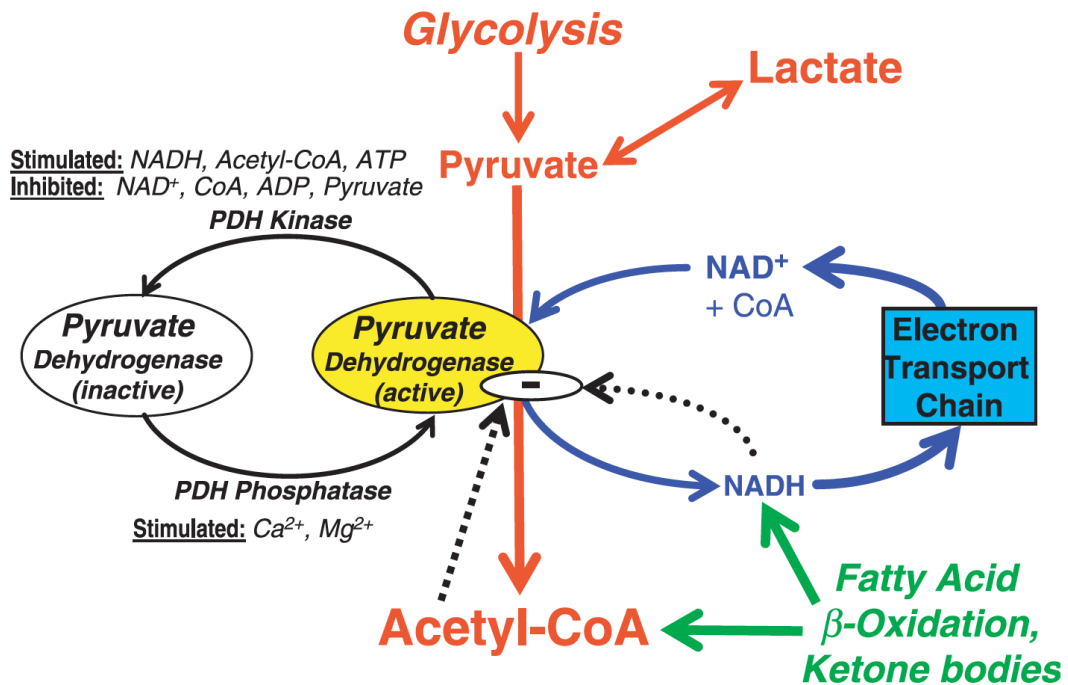 Glycolysis
Lactate
Pyruvate
Stimulated: NADH, Acetyl-CoA, ATP
Inhibited: NAD⁺, CoA, ADP, Pyruvate
PDH Kinase
NAD⁺
+ CoA
Pyruvate
Dehydrogenase
(inactive)
Pyruvate
Dehydrogenase
(active)
-
Electron
Transport
Chain
PDH Phosphatase
Stimulated: Ca²⁺, Mg²⁺
NADH
Acetyl-CoA
Fatty Acid
β-Oxidation,
Ketone bodies